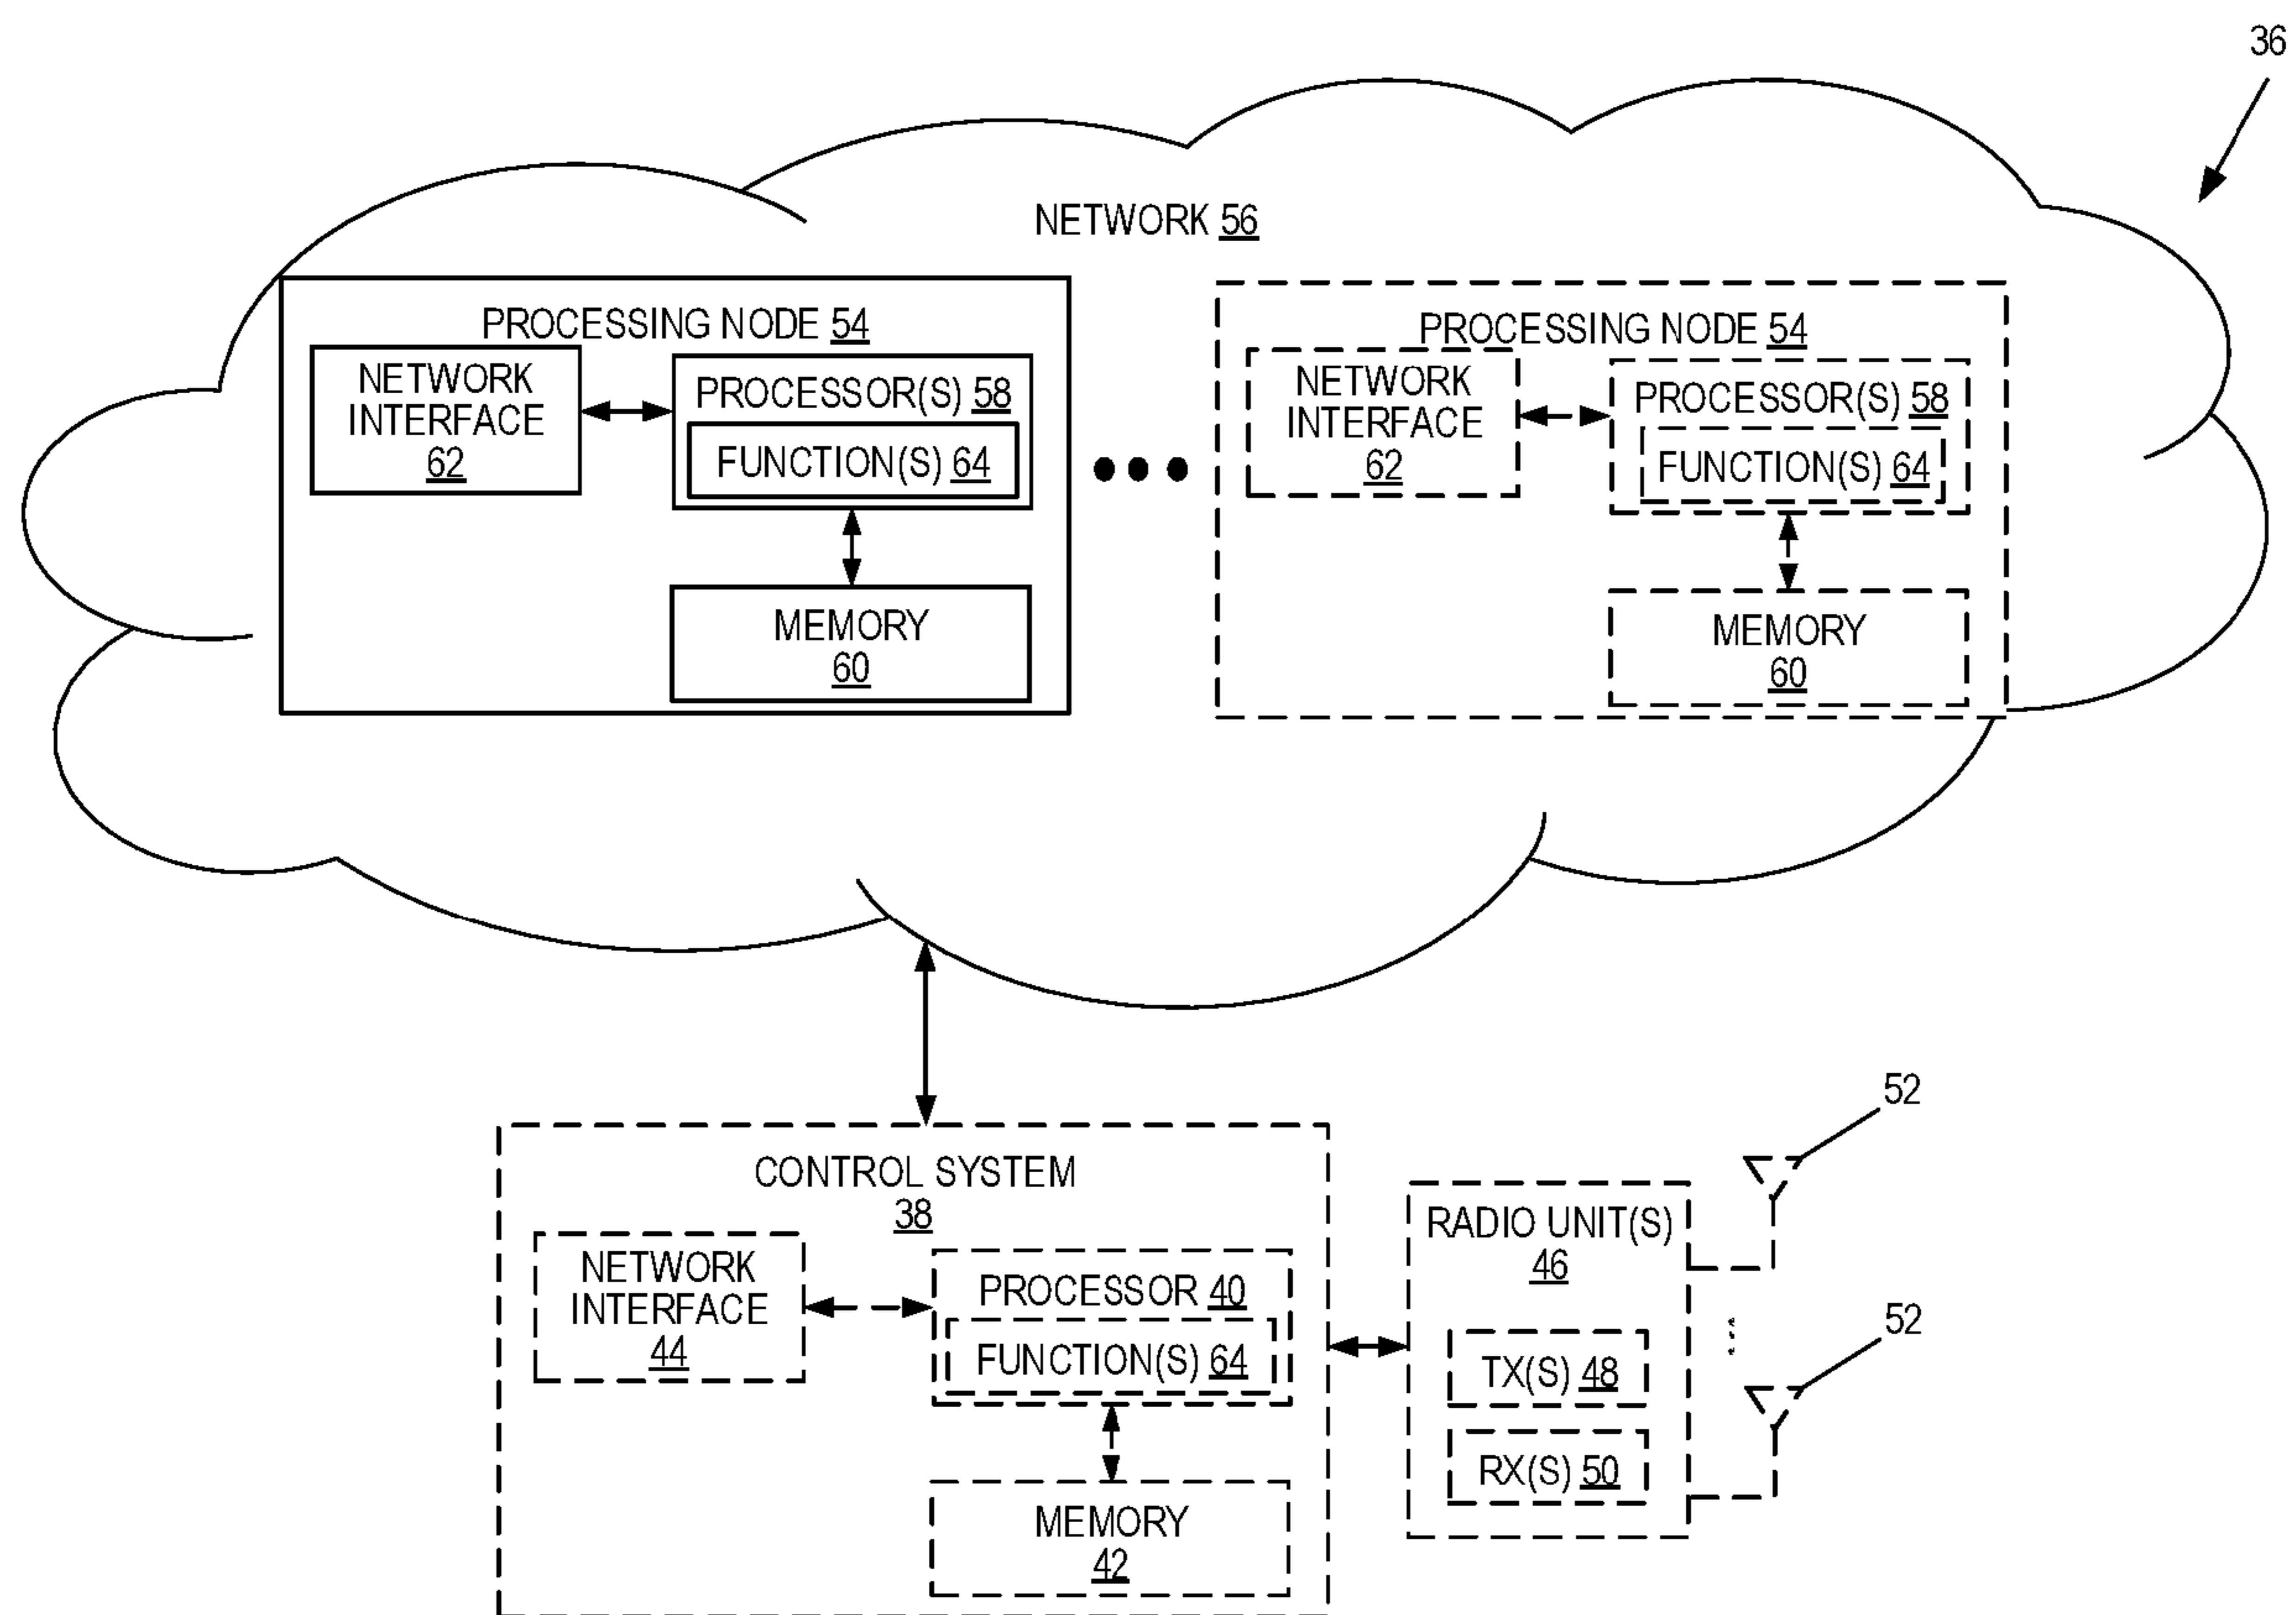 36
NETWORK 56
PROCESSING NODE 54
NETWORK
INTERFACE
62
PROCESSOR(S) 58
FUNCTION(S) 64
MEMORY
60
PROCESSING NODE 54
NETWORK
INTERFACE
62
PROCESSOR(S) 58
FUNCTION(S) 64
MEMORY
60
CONTROL SYSTEM
38
NETWORK
INTERFACE
44
PROCESSOR 40
FUNCTION(S) 64
MEMORY
42
RADIO UNIT(S)
46
TX(S) 48
RX(S) 50
52
52